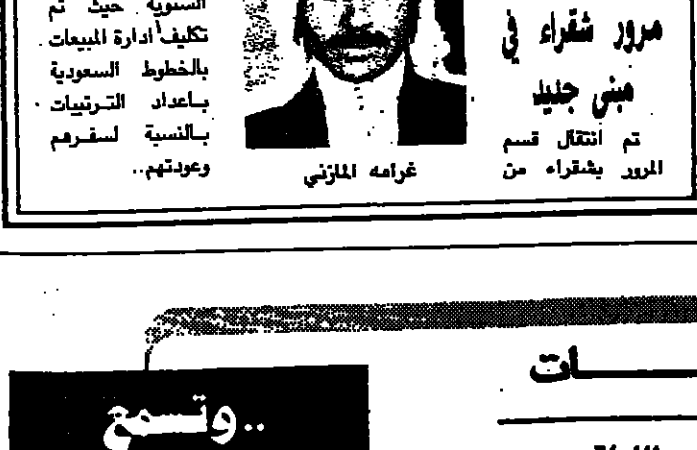 مرور شقراء في
مبنى جديد
تم انتقال قسم
المرور بشقراء من
غرامه المازني
السنوية حيث تم
تكليف ادارة المبيعات
بالخطوط السعودية
باعداد الترتيبات
بالنسبة لسفرهم
وعودتهم..
ـات
..وتسمع